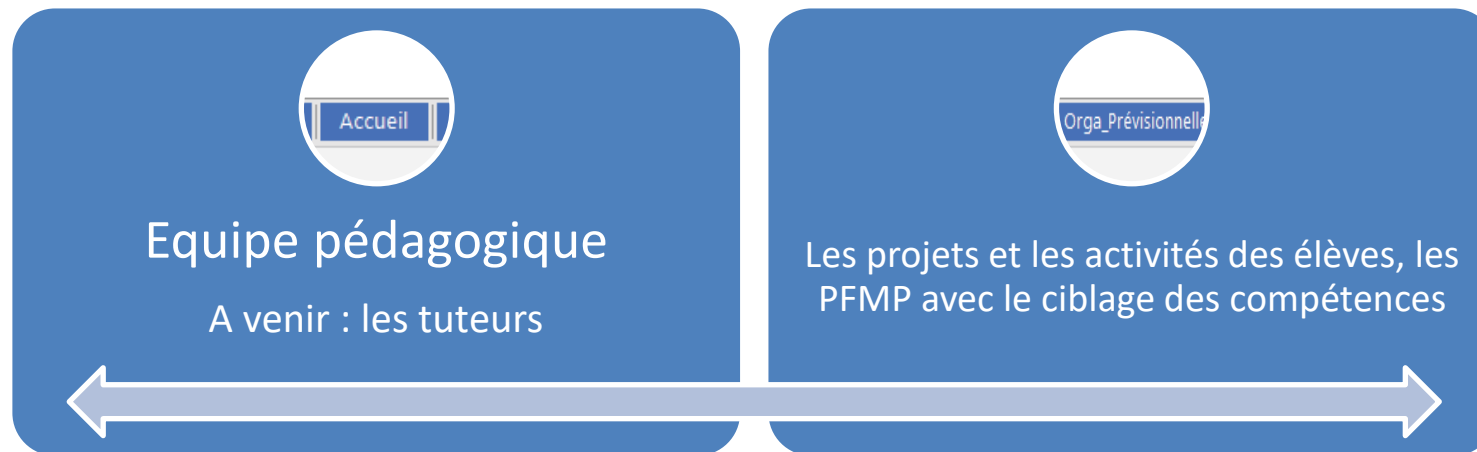 Accueil
Equipe pédagogique
A venir : les tuteurs
Orga_Prévisionnelle
Les projets et les activités des élèves, les
PFMP avec le ciblage des compétences